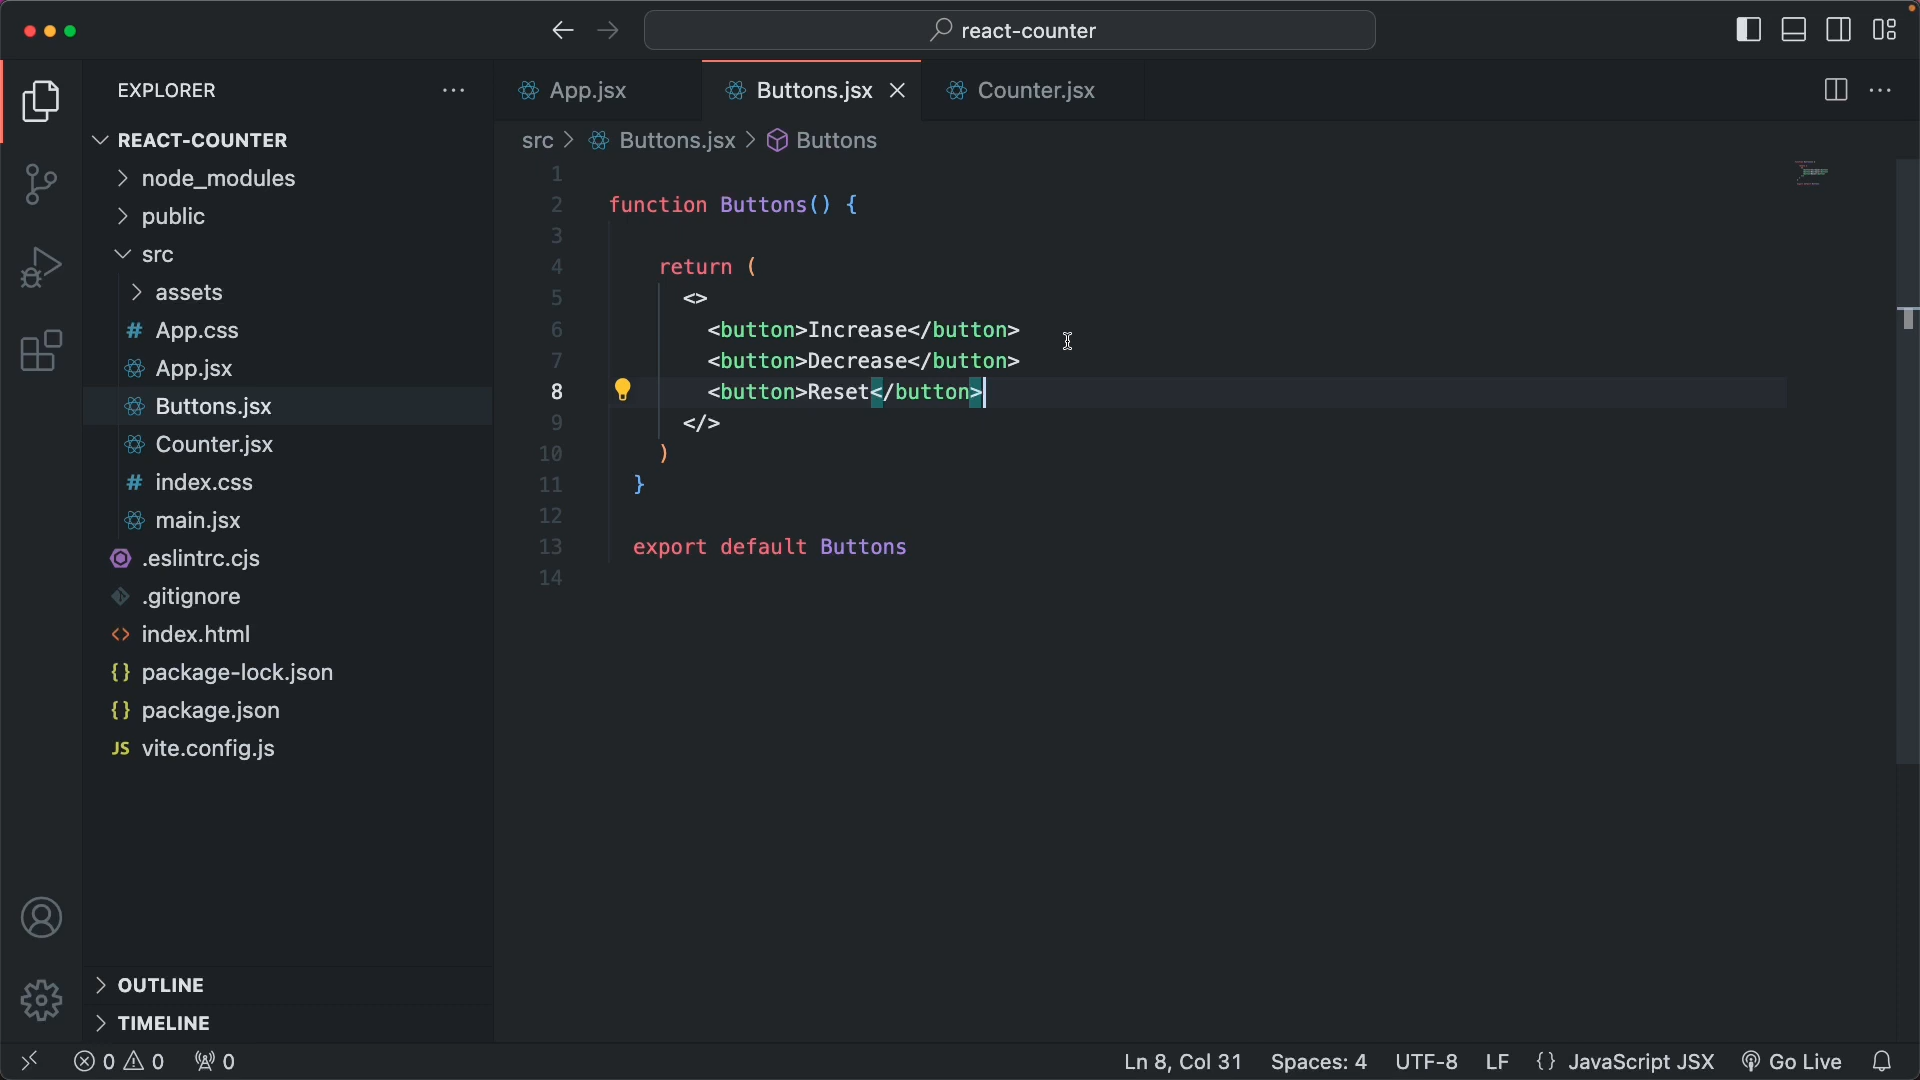 react-counter
EXPLORER
REACT-COUNTER
node_modules
public
src
assets
# App.css
App.jsx
Buttons.jsx
Counter.jsx
# index.css
main.jsx
.eslintrc.cjs
.gitignore
<> index.html
{} package-lock.json
{} package.json
JS vite.config.js
OUTLINE
TIMELINE
App.jsx Buttons.jsx Counter.jsx
src > Buttons.jsx > Buttons
1
2 function Buttons() {
3
4 return (
5 <>
6 <button>Increase</button>
7 <button>Decrease</button>
8 <button>Reset</button>
9 </>
10 )
11 }
12
13 export default Buttons
14
0 0 0 Ln 8, Col 31 Spaces: 4 UTF-8 LF {} JavaScript JSX Go Live